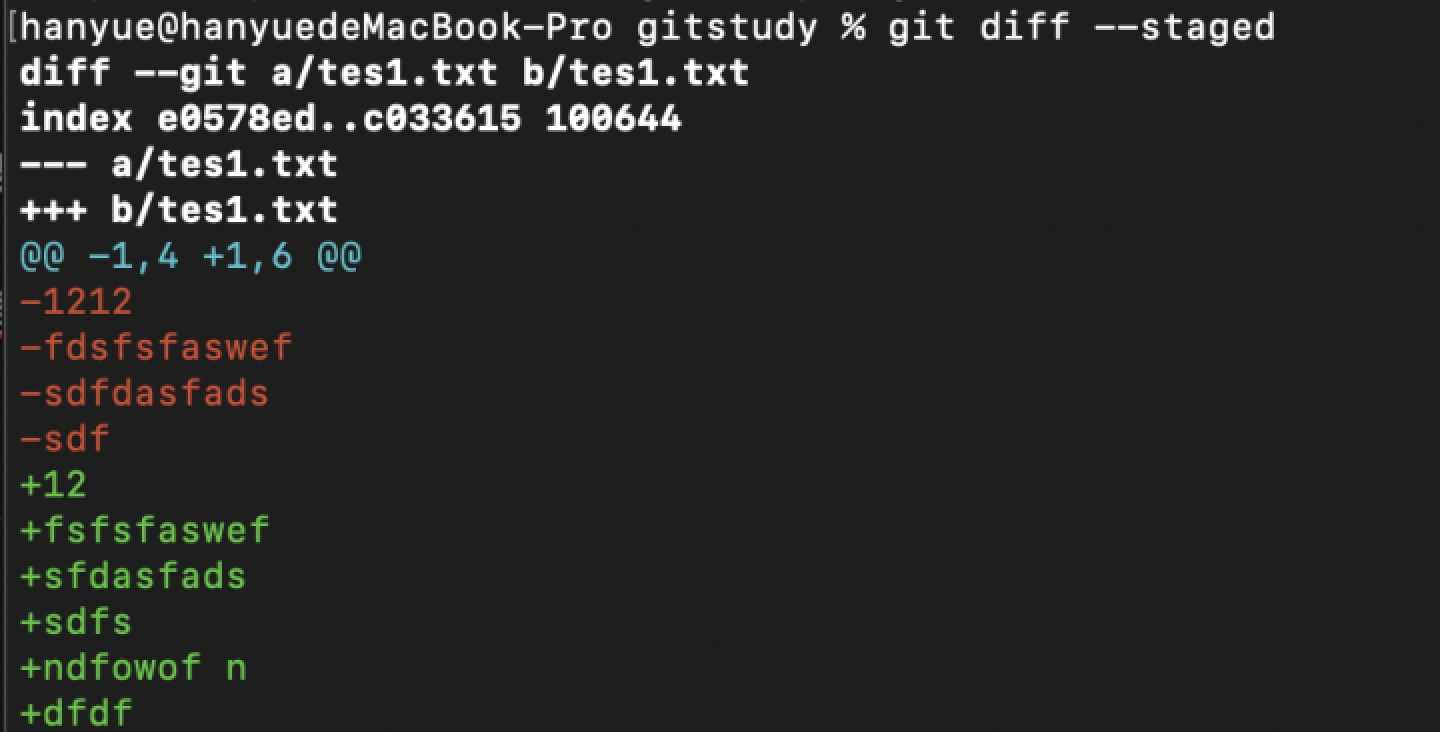 [hanyue@hanyuedeMacBook-Pro gitstudy % git diff --staged
diff --git a/tes1.txt b/tes1.txt
index e0578ed..c033615 100644
--- a/tes1.txt
+++ b/tes1.txt
@@ -1,4 +1,6 @@
-1212
-fdsfsfaswef
-sdfdasfads
-sdf
+12
+fsfsfaswef
+sfdasfads
+sdfs
+ndfowof n
+dfdf